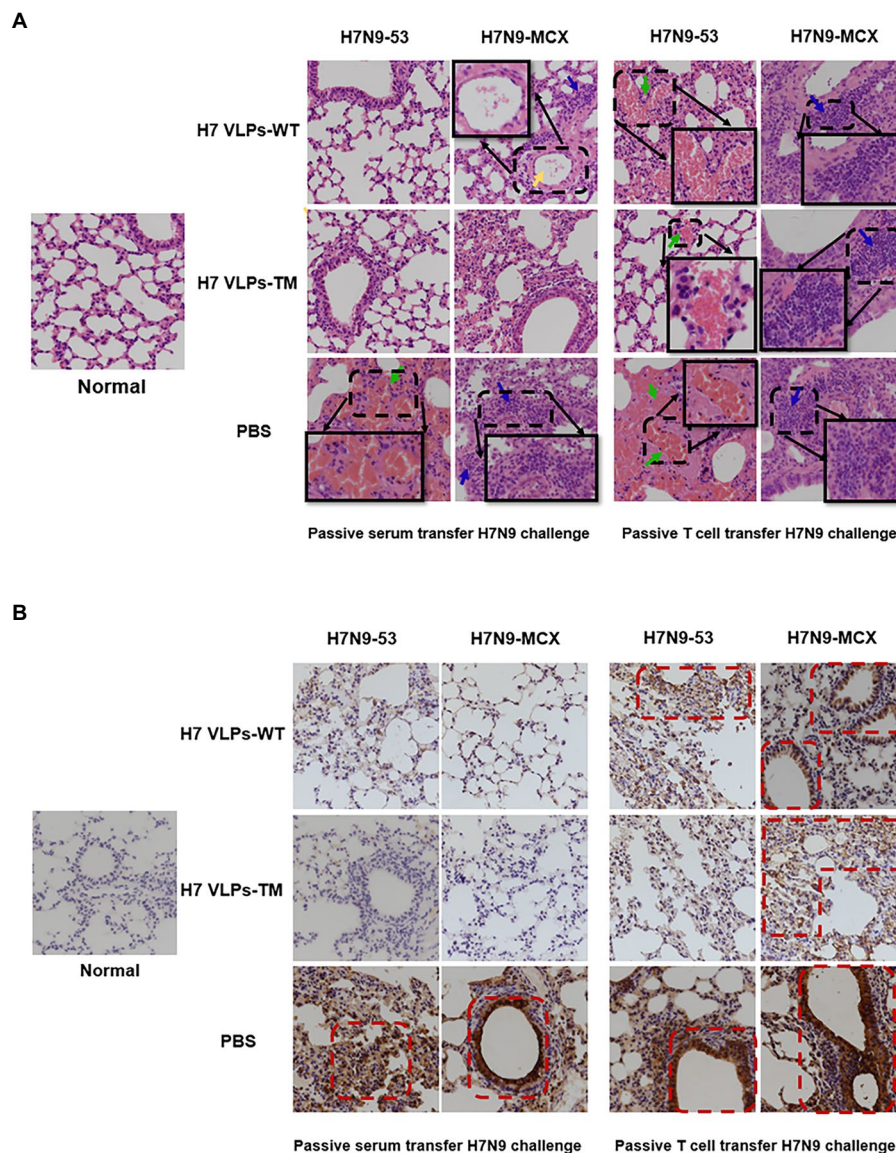 A
H7N9-53 H7N9-MCX H7N9-53 H7N9-MCX
H7 VLPs-WT
H7 VLPs-TM
Normal
PBS
Passive serum transfer H7N9 challenge Passive T cell transfer H7N9 challenge
B
H7N9-53 H7N9-MCX H7N9-53 H7N9-MCX
H7 VLPs-WT
H7 VLPs-TM
Normal
PBS
Passive serum transfer H7N9 challenge Passive T cell transfer H7N9 challenge